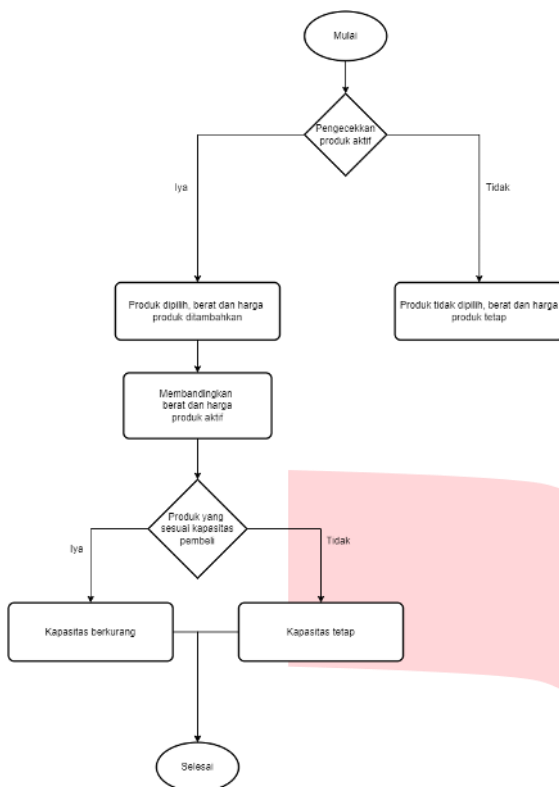 Mulai
Pengecekkan
produk aktif
Iya
Tidak
Produk dipilih, berat dan harga
produk ditambahkan
Produk tidak dipilih, berat dan harga
produk tetap
Membandingkan
berat dan harga
produk aktif
Produk yang
sesuai kapasitas
pembeli
Iya
Tidak
Kapasitas berkurang
Kapasitas tetap
Selesai